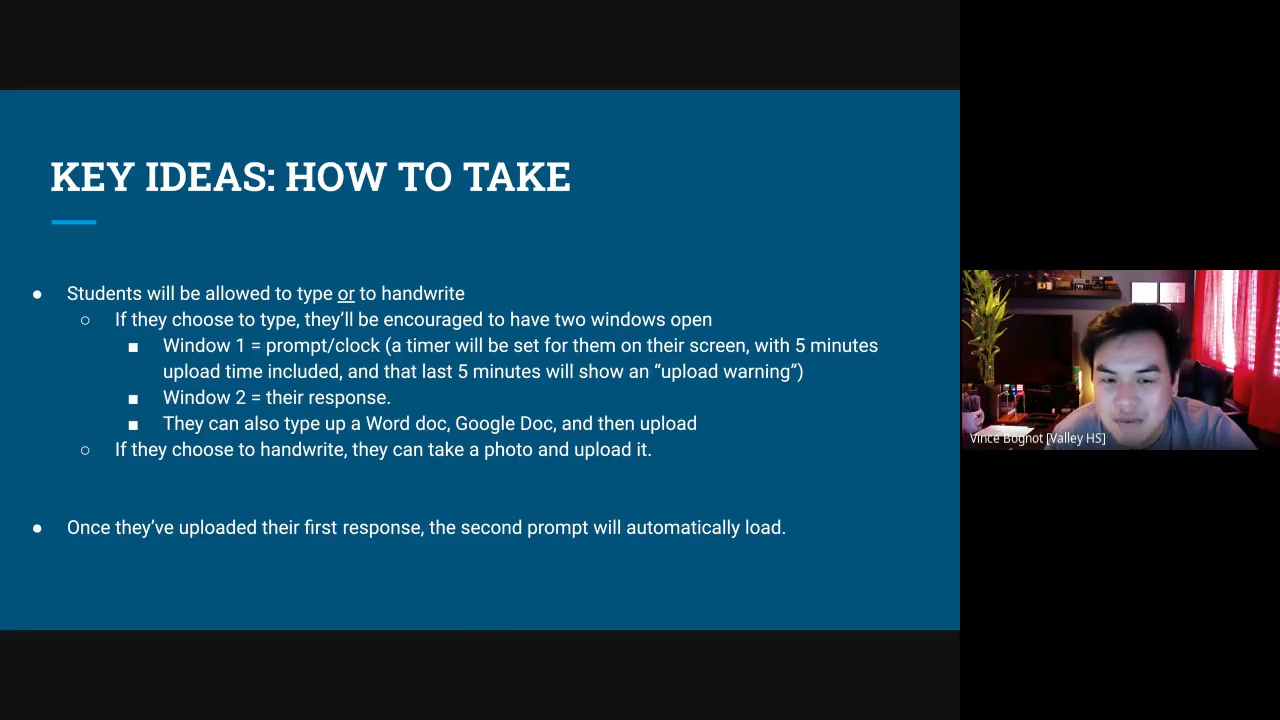 KEY IDEAS: HOW TO TAKE
● Students will be allowed to type or to handwrite
○ If they choose to type, they’ll be encouraged to have two windows open
■ Window 1 = prompt/clock (a timer will be set for them on their screen, with 5 minutes
upload time included, and that last 5 minutes will show an “upload warning”)
■ Window 2 = their response.
■ They can also type up a Word doc, Google Doc, and then upload
○ If they choose to handwrite, they can take a photo and upload it.
● Once they’ve uploaded their first response, the second prompt will automatically load.
Vince Bognot [Valley HS]